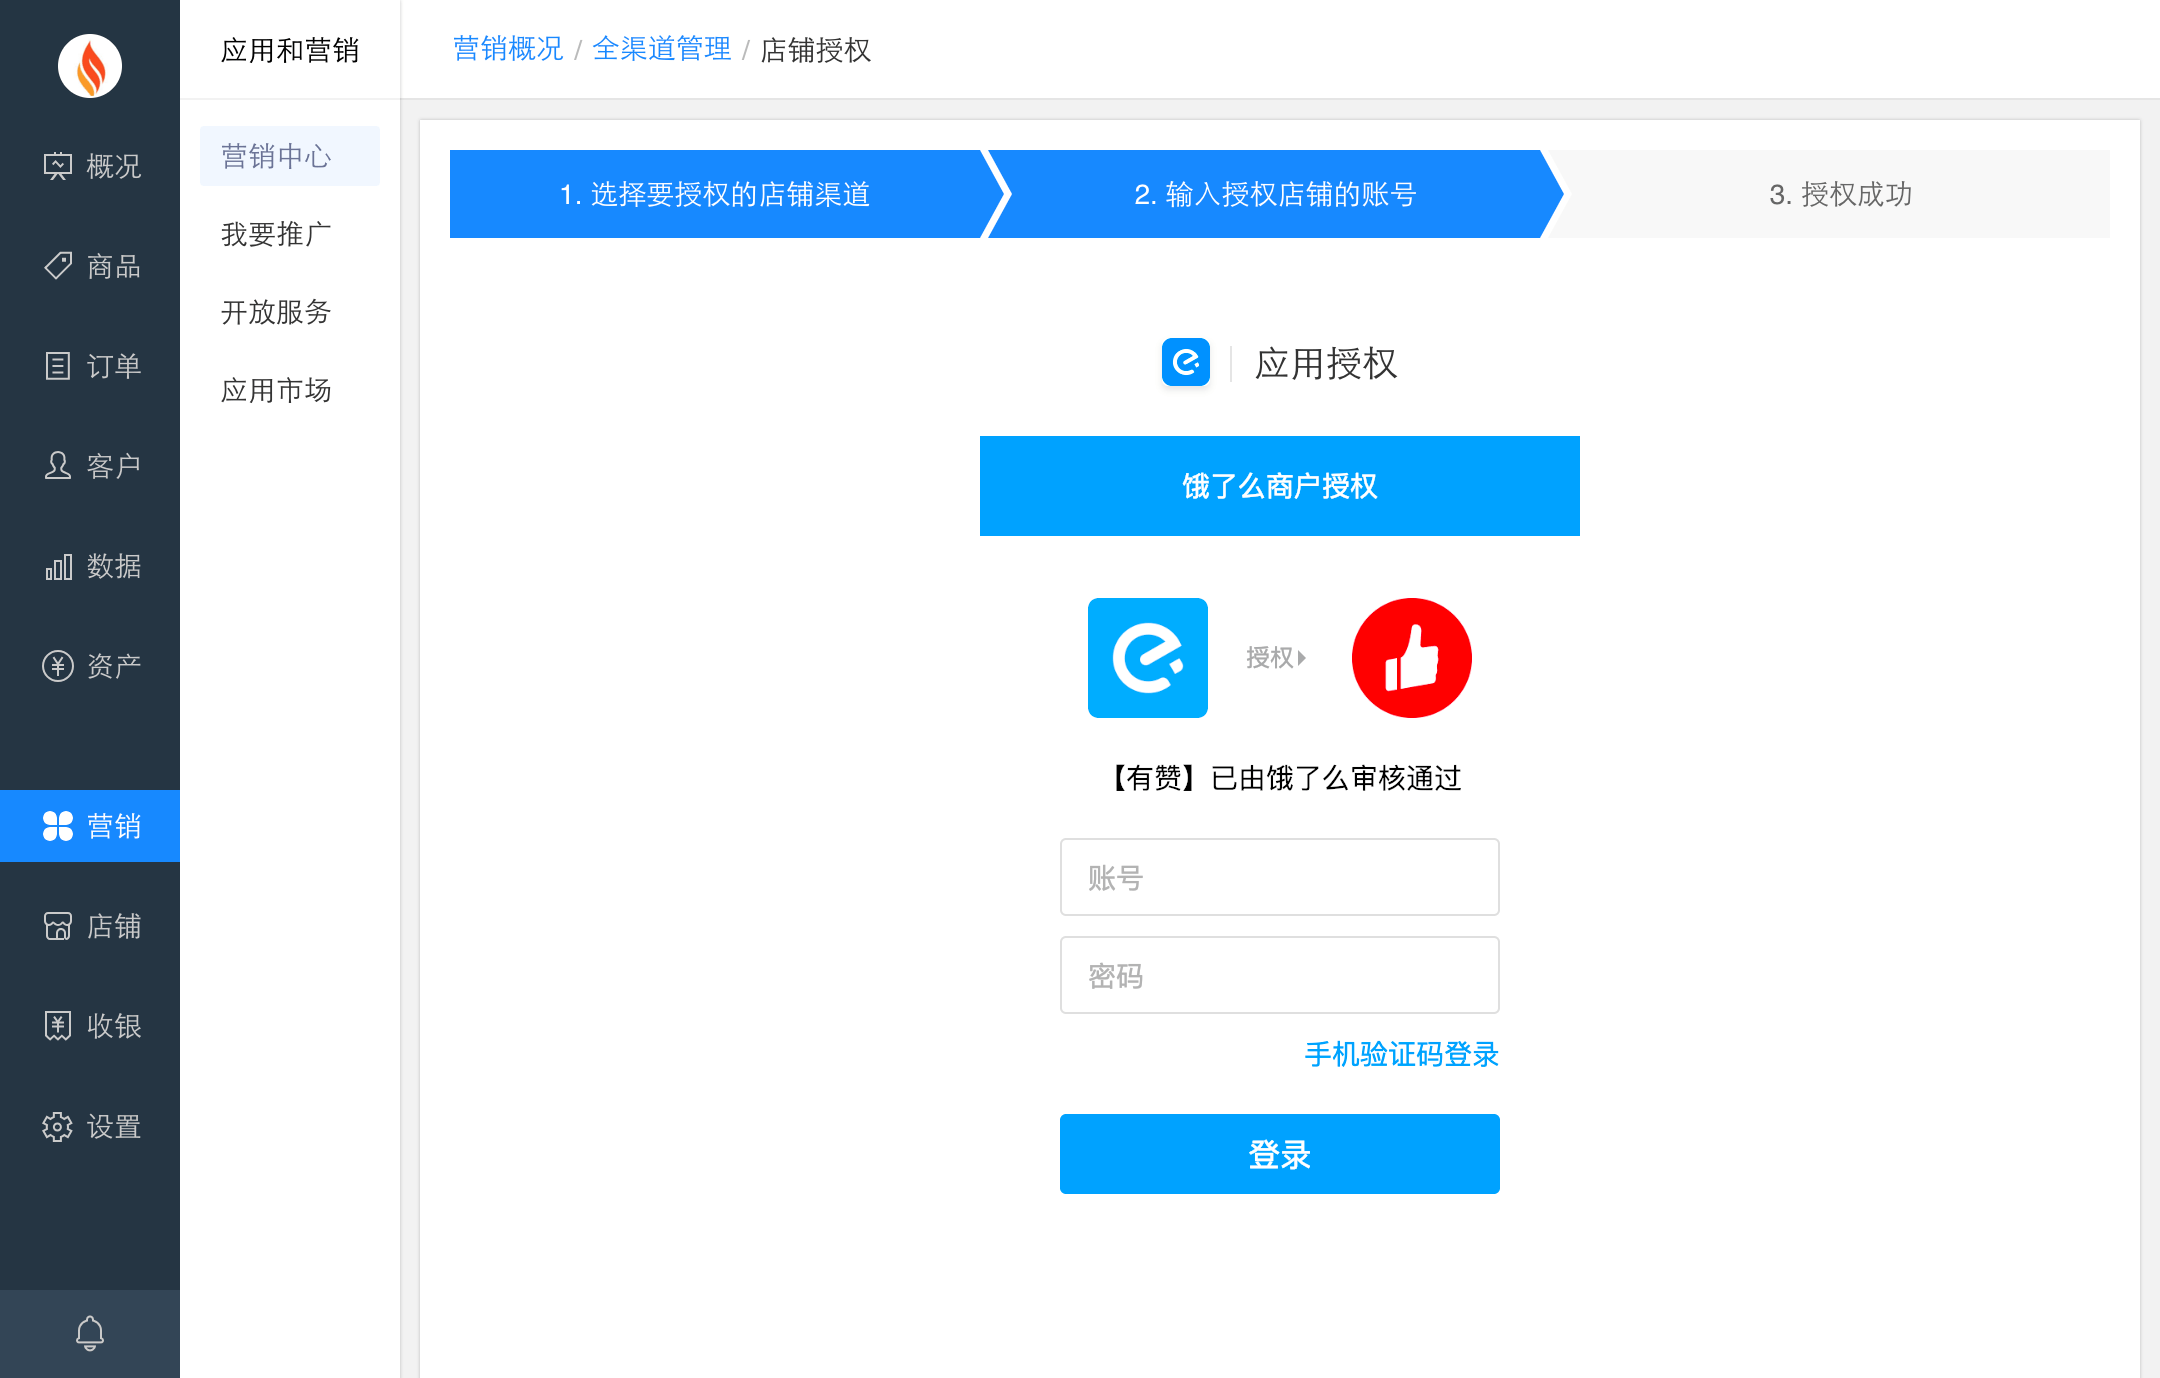 概况
商品
订单
客户
数据
资产
营销
店铺
收银
设置
应用和营销
营销中心
我要推广
开放服务
应用市场
营销概况 / 全渠道管理 / 店铺授权
1. 选择要授权的店铺渠道
2. 输入授权店铺的账号
3. 授权成功
应用授权
饿了么商户授权
授权
【有赞】已由饿了么审核通过
账号
密码
手机验证码登录
登录